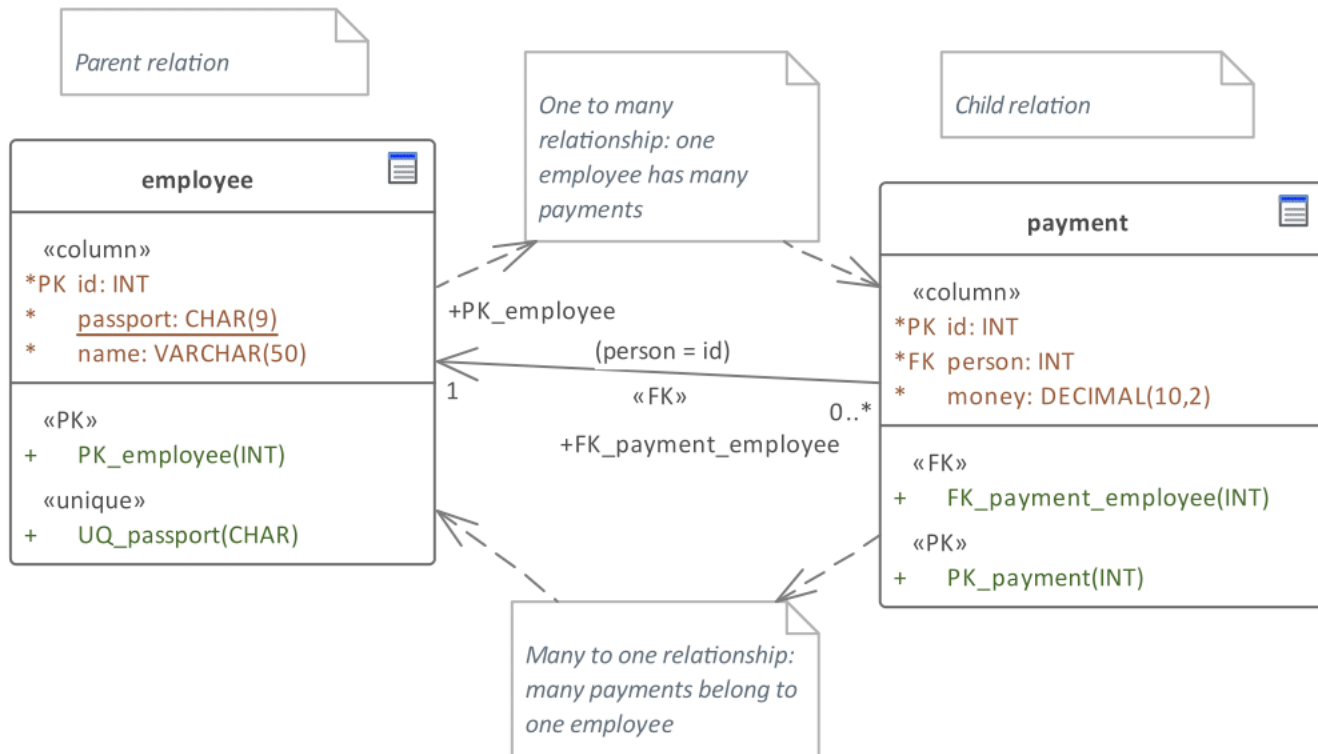 Parent relation
One to many
relationship: one
employee has many
payments
Child relation
employee
«column»
*PK id: INT
* passport: CHAR(9)
* name: VARCHAR(50)
«PK»
+ PK_employee(INT)
«unique»
+ UQ_passport(CHAR)
+PK_employee
(person = id)
1
«FK»
0..*
+FK_payment_employee
payment
«column»
*PK id: INT
*FK person: INT
* money: DECIMAL(10,2)
«FK»
+ FK_payment_employee(INT)
«PK»
+ PK_payment(INT)
Many to one relationship:
many payments belong to
one employee